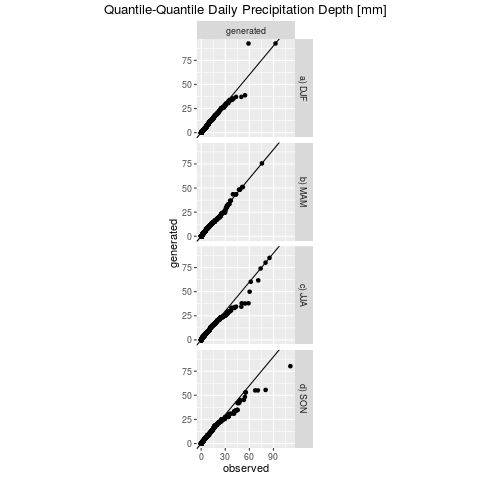 Quantile-Quantile Daily Precipitation Depth [mm]
generated
75
50
25
0
a) DJF
75
50
25
0
b) MAM
generated
75
50
25
0
c) JJA
75
50
25
0
d) SON
0 30 60 90
observed